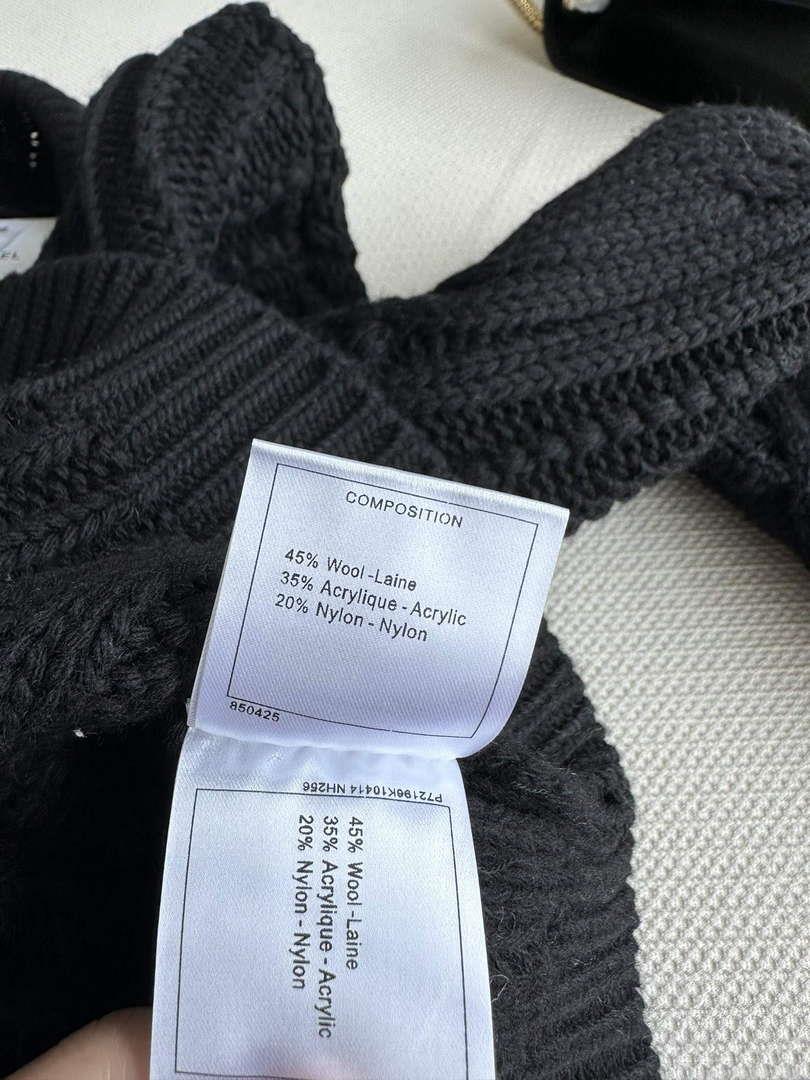 COMPOSITION
45% Wool -Laine
35% Acrylique - Acrylic
20% Nylon - Nylon
850425
P72196K10414 NH256
45% Wool -Laine
35% Acrylique - Acrylic
20% Nylon - Nylon